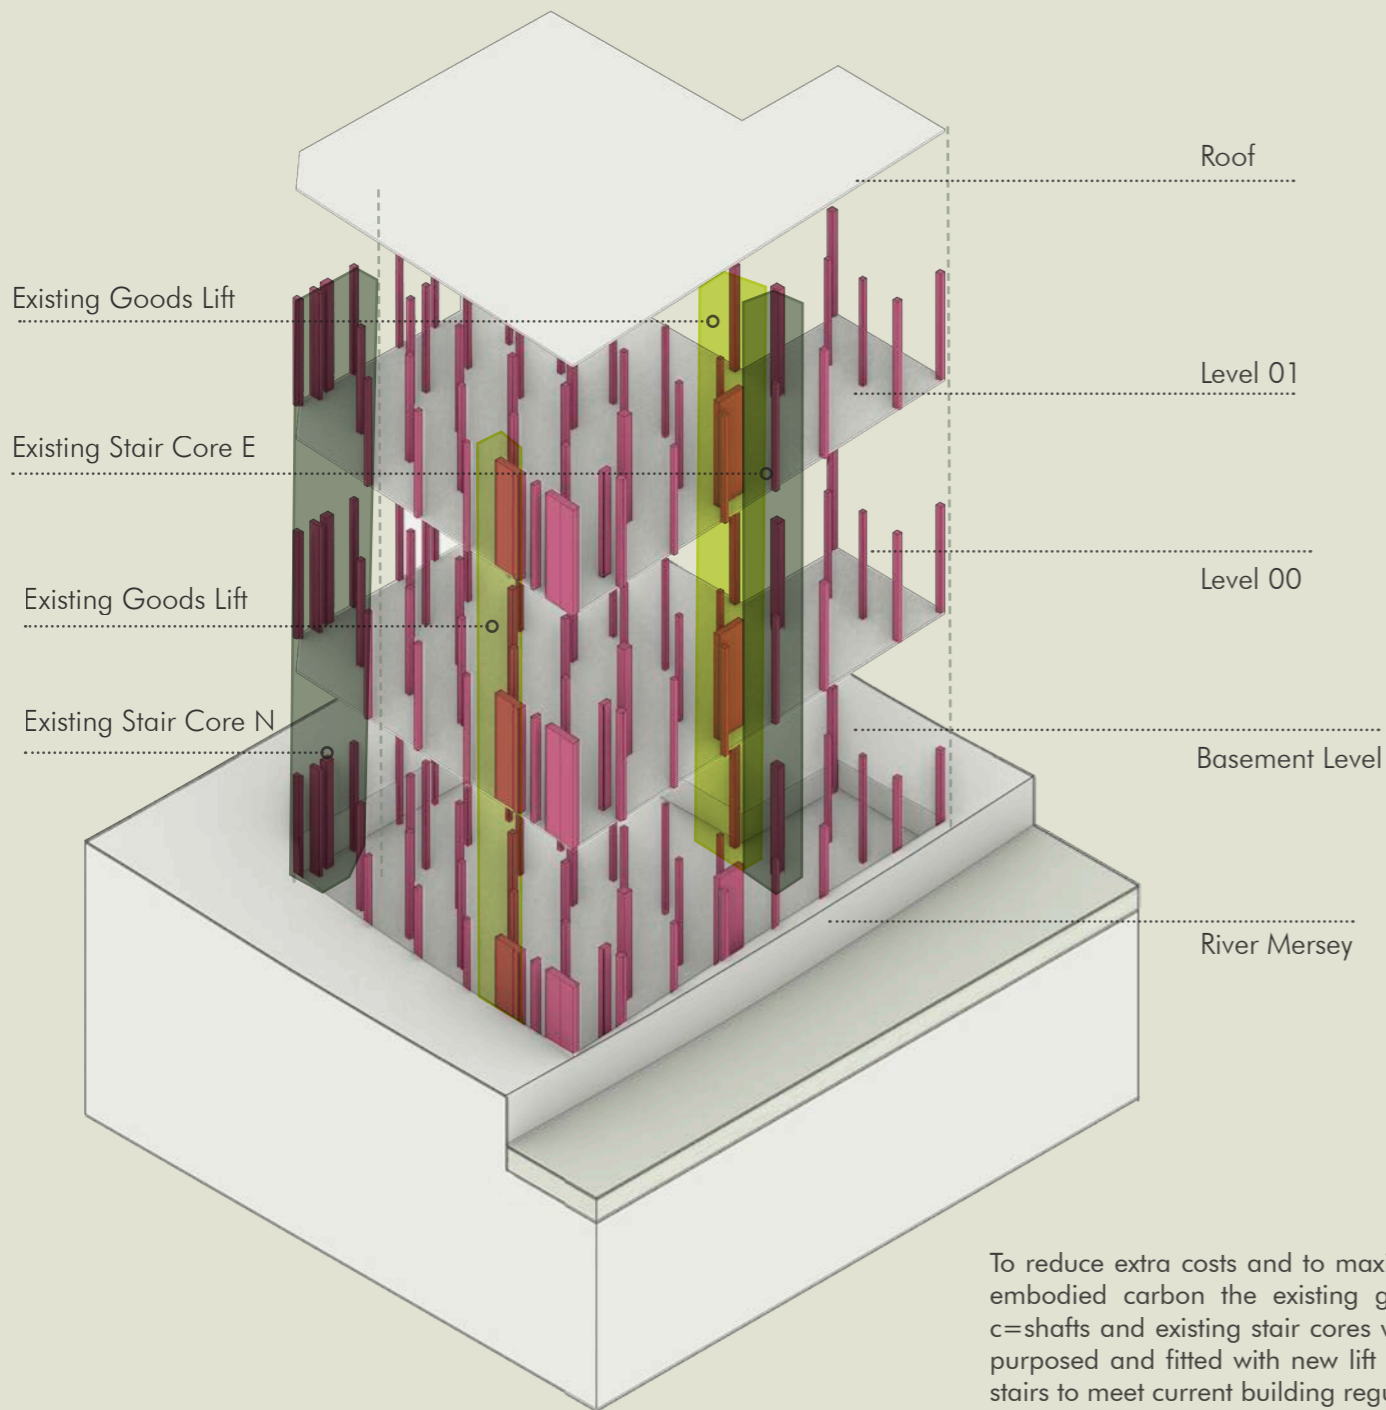 Roof
Existing Goods Lift
Level 01
Existing Stair Core E
Level 00
Existing Goods Lift
Existing Stair Core N
Basement Level
River Mersey
To reduce extra costs and to max
embodied carbon the existing g
c=shafts and existing stair cores
purposed and fitted with new lift
stairs to meet current building regu